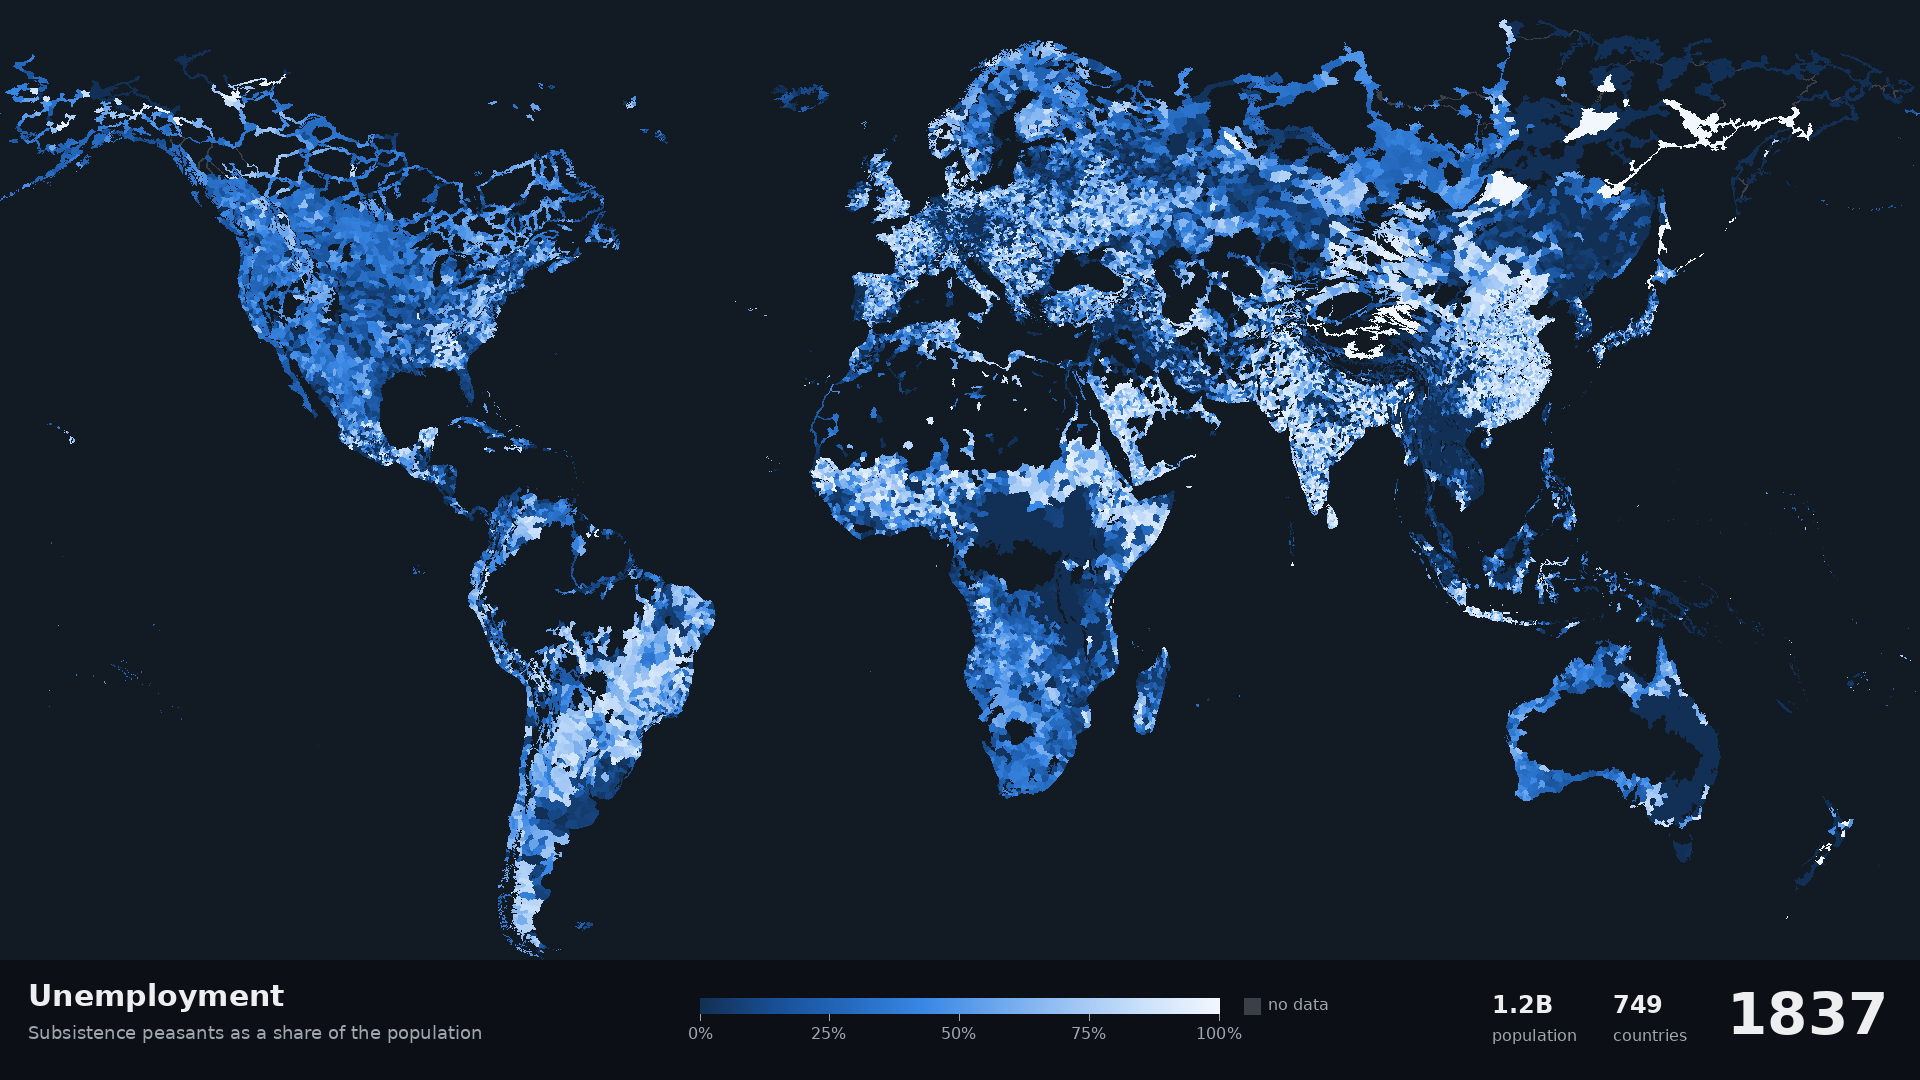 Unemployment
Subsistence peasants as a share of the population
0%
25%
50%
75%
100%
no data
1.2B
population
749
countries
1837